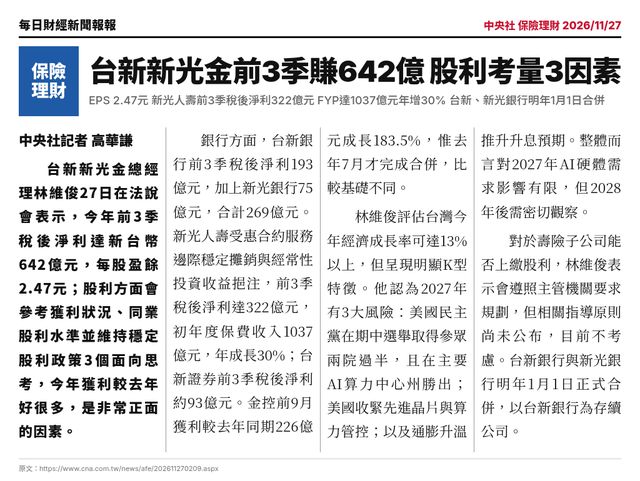 每日財經新聞報報
中央社 保險理財 2026/11/27
保險
理財
台新新光金前3季賺642億 股利考量3因素
EPS 2.47元 新光人壽前3季稅後淨利322億元 FYP達1037億元年增30% 台新、新光銀行明年1月1日合併
中央社記者 高華謙
台新新光金總經
理林維俊27日在法說
會表示，今年前3季
稅後淨利達新台幣
642億元，每股盈餘
2.47元；股利方面會
參考獲利狀況、同業
股利水準並維持穩定
股利政策3個面向思
考，今年獲利較去年
好很多，是非常正面
的因素。
銀行方面，台新銀
行前3季稅後淨利193
億元，加上新光銀行75
億元，合計269億元。
新光人壽受惠合約服務
邊際穩定攤銷與經常性
投資收益挹注，前3季
稅後淨利達322億元，
初年度保費收入1037
億元，年成長30%；台
新證券前3季稅後淨利
約93億元。金控前9月
獲利較去年同期226億
元成長183.5%，惟去
年7月才完成合併，比
較基礎不同。
林維俊評估台灣今
年經濟成長率可達13%
以上，但呈現明顯K型
特徵。他認為2027年
有3大風險：美國民主
黨在期中選舉取得參眾
兩院過半，且在主要
AI算力中心州勝出；
美國收緊先進晶片與算
力管控；以及通膨升溫
推升升息預期。整體而
言對2027年AI硬體需
求影響有限，但2028
年後需密切觀察。
對於壽險子公司能
否上繳股利，林維俊表
示會遵照主管機關要求
規劃，但相關指導原則
尚未公布，目前不考
慮。台新銀行與新光銀
行明年1月1日正式合
併，以台新銀行為存續
公司。
原文：https://www.cna.com.tw/news/afe/202611270209.aspx